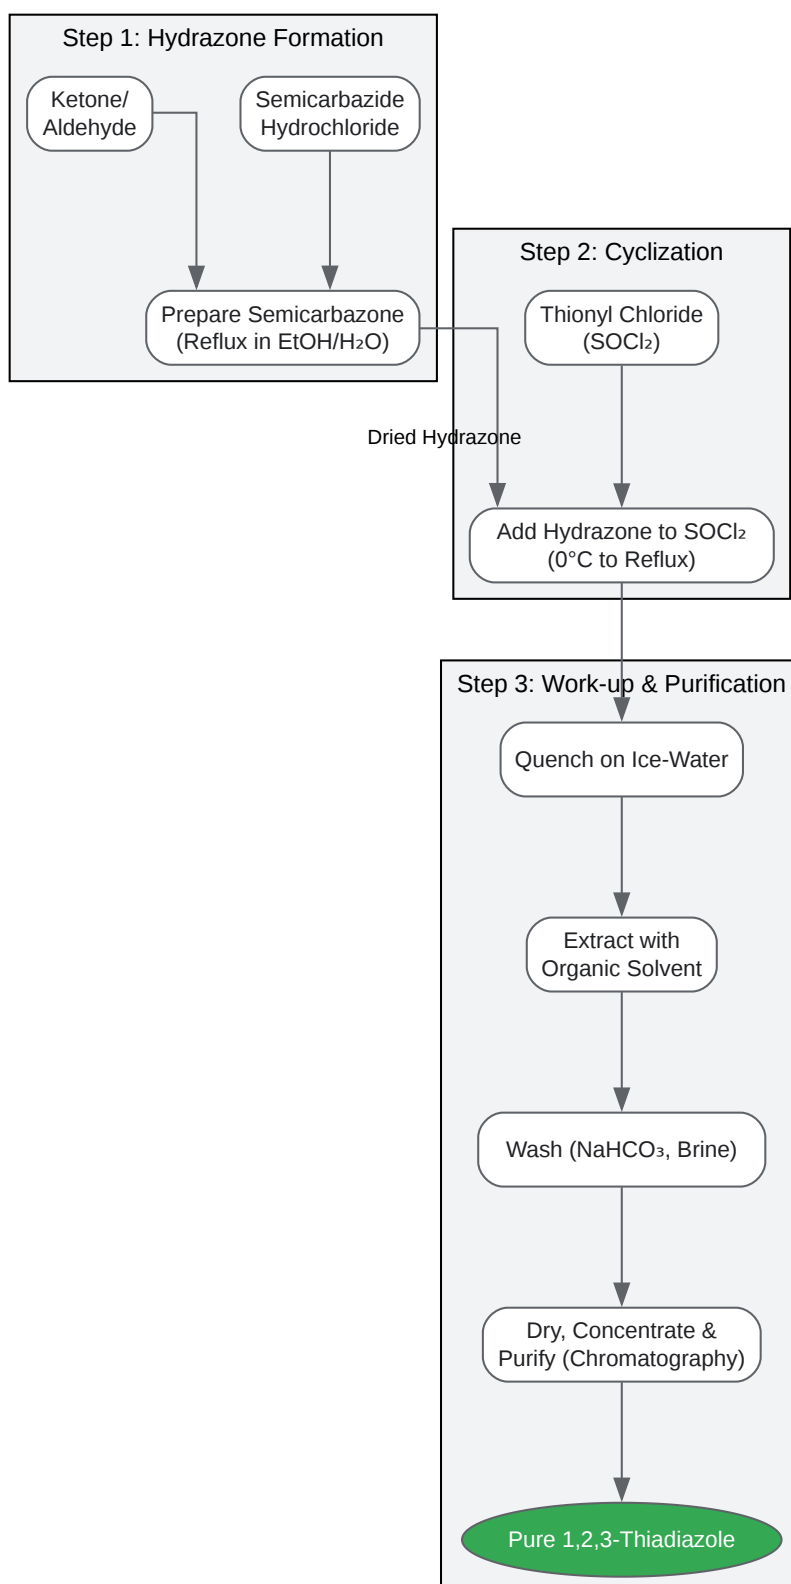 Step 1: Hydrazone Formation
Ketone/
Aldehyde
Semicarbazide
Hydrochloride
Prepare Semicarbazone
(Reflux in EtOH/H₂O)
Step 2: Cyclization
Thionyl Chloride
(SOCl₂)
Dried Hydrazone
Add Hydrazone to SOCl₂
(0°C to Reflux)
Step 3: Work-up & Purification
Quench on Ice-Water
Extract with
Organic Solvent
Wash (NaHCO₃, Brine)
Dry, Concentrate &
Purify (Chromatography)
Pure 1,2,3-Thiadiazole